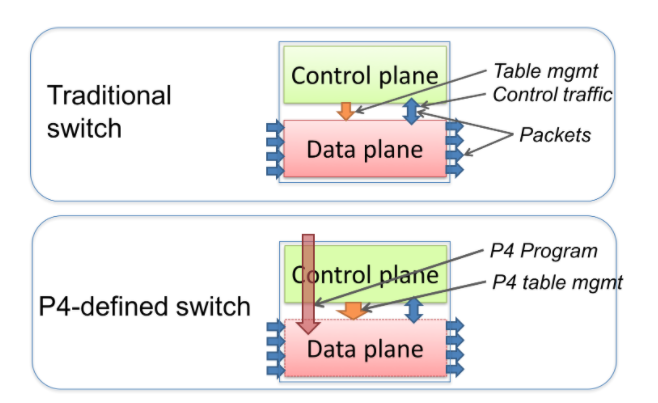 Traditional
switch
Control plane
Data plane
Table mgmt
Control traffic
Packets
P4-defined switch
Control plane
Data plane
P4 Program
P4 table mgmt